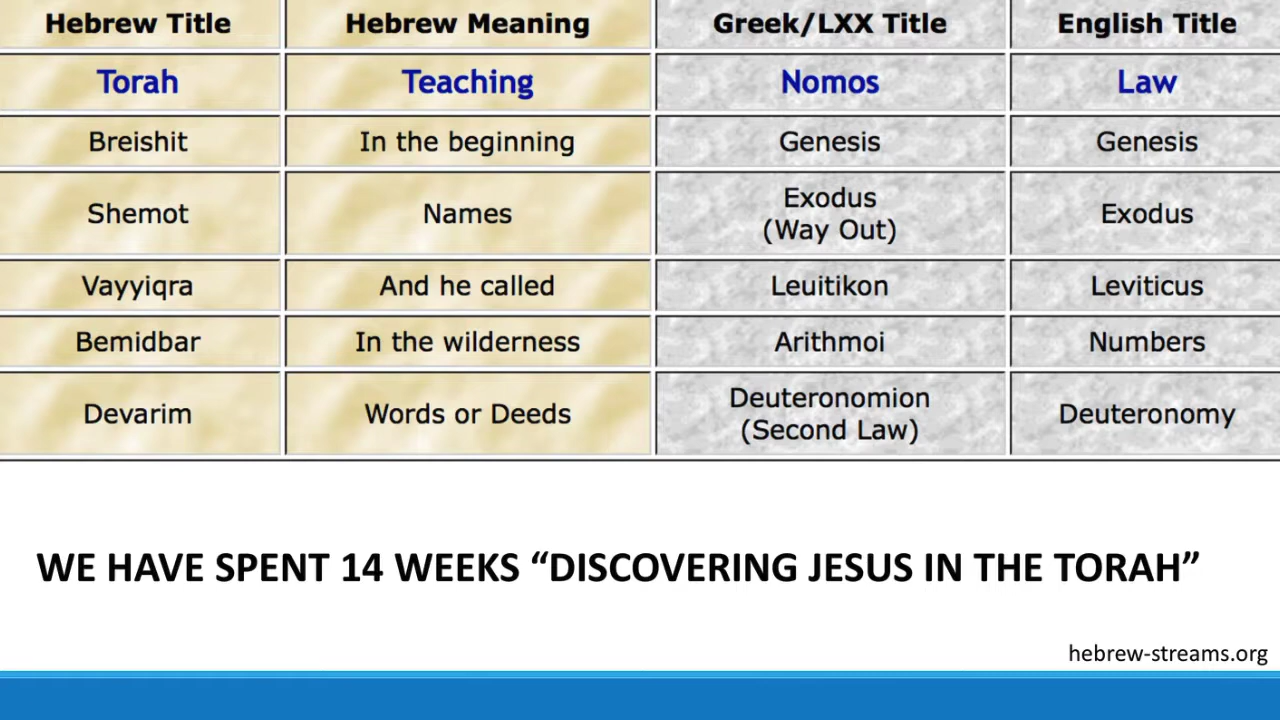 Hebrew Title Hebrew Meaning Greek/LXX Title English Title
Torah Teaching Nomos Law
Breishit In the beginning Genesis Genesis
Shemot Names Exodus (Way Out) Exodus
Vayyiqra And he called Leuitikon Leviticus
Bemidbar In the wilderness Arithmoi Numbers
Devarim Words or Deeds Deuteronomion (Second Law) Deuteronomy
WE HAVE SPENT 14 WEEKS “DISCOVERING JESUS IN THE TORAH”
hebrew-streams.org